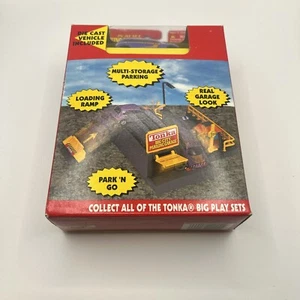 DIE CAST
VEHICLE
INCLUDED
MULTI-STORAGE
PARKING
LOADING
RAMP
REAL
GARAGE
LOOK
Tonka
PARK 'N
GO
COLLECT ALL OF THE TONKA® BIG PLAY SETS